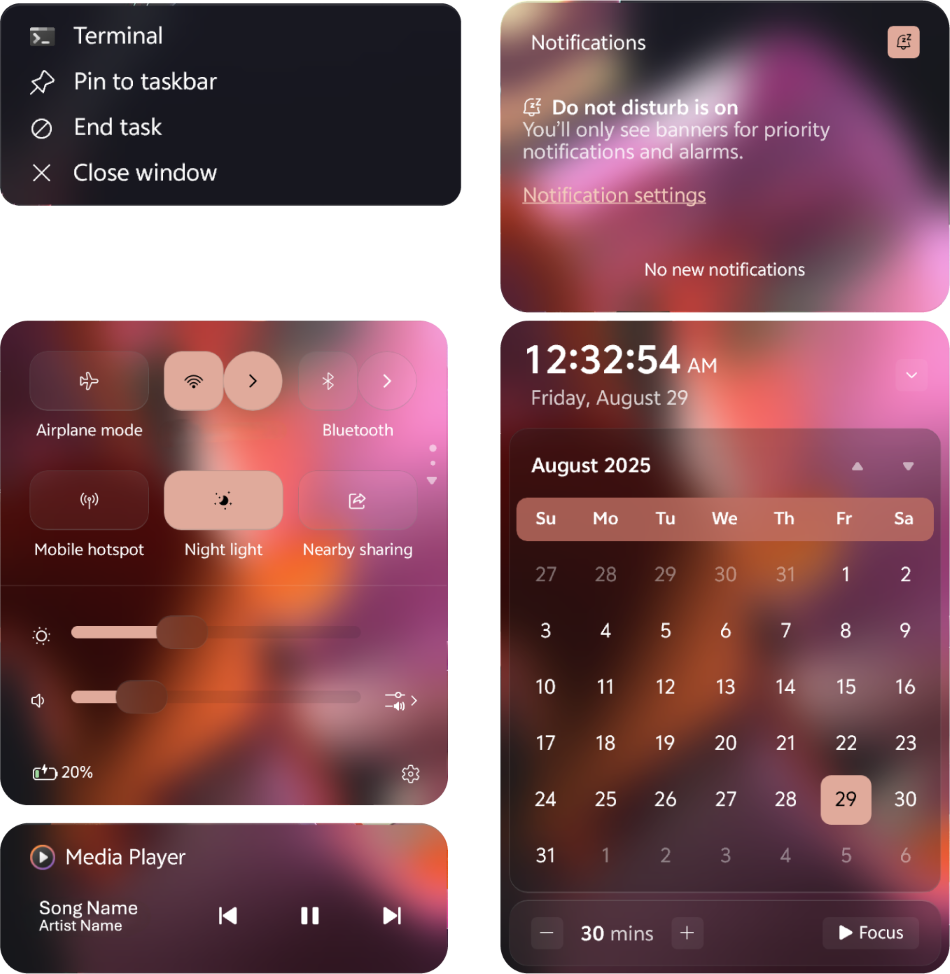 Terminal
Pin to taskbar
End task
Close window
Notifications
Do not disturb is on
You'll only see banners for priority
notifications and alarms.
Notification settings
No new notifications
Airplane mode
Bluetooth
Mobile hotspot
Night light
Nearby sharing
20%
Media Player
Song Name
Artist Name
12:32:54 AM
Friday, August 29
August 2025
Su Mo Tu We Th Fr Sa
27 28 29 30 31 1 2
3 4 5 6 7 8 9
10 11 12 13 14 15 16
17 18 19 20 21 22 23
24 25 26 27 28 29 30
31 1 2 3 4 5 6
30 mins
Focus